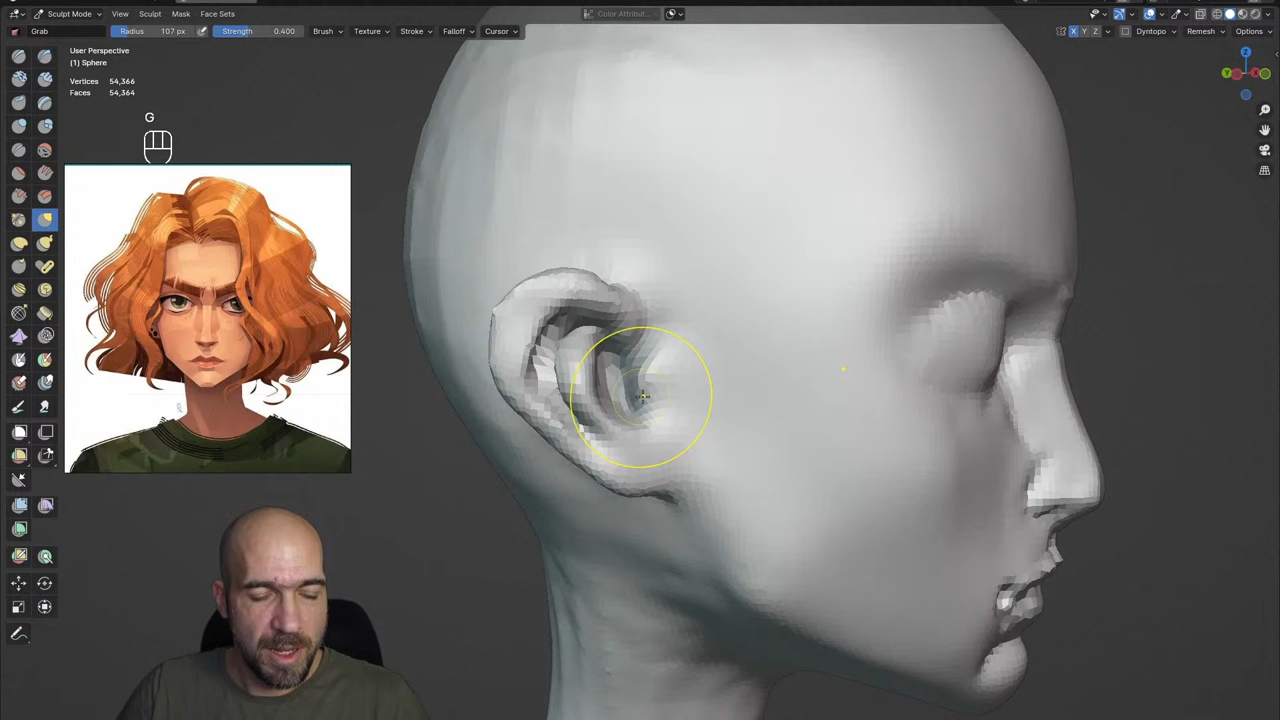 Sculpt Mode View Sculpt Mask Face Sets Color Attribut...
Grab Radius 107 px Strength 0.400 Brush Texture Stroke Falloff Cursor X Y Z Dyntopo Remesh Options
User Perspective
(1) Sphere
Vertices 54,366
Faces 54,364
G
Z
Y X